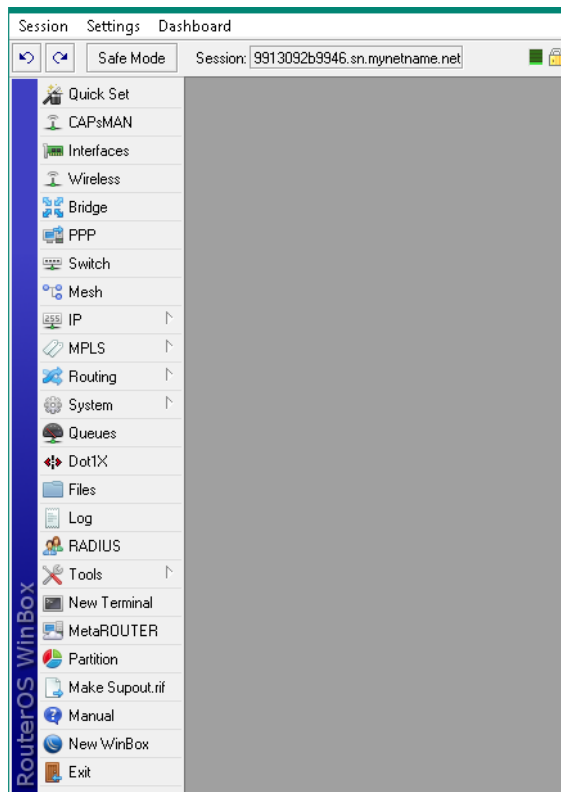 Session Settings Dashboard
Safe Mode Session: 9913092b9946.sn.mynetname.net
Quick Set
CAPsMAN
Interfaces
Wireless
Bridge
PPP
Switch
Mesh
255 IP
MPLS
Routing
System
Queues
Dot1X
Files
Log
RADIUS
Tools
New Terminal
MetaROUTER
Partition
Make Supout.rif
Manual
New WinBox
Exit
RouterOS WinBox